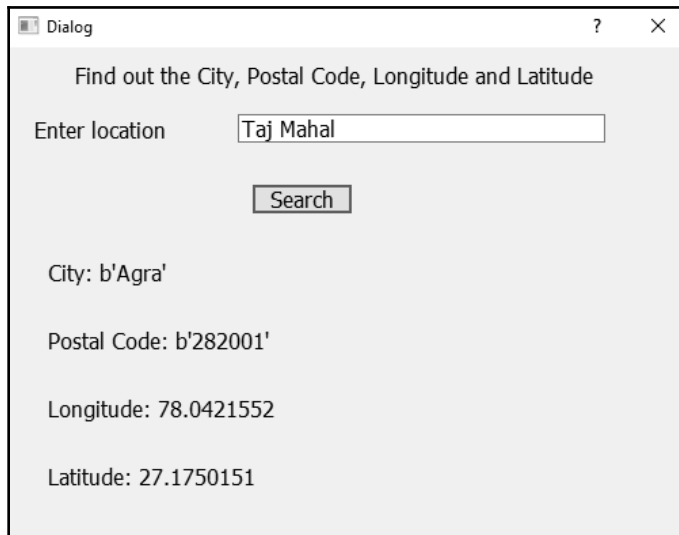 Dialog ?
Find out the City, Postal Code, Longitude and Latitude
Enter location Taj Mahal
Search
City: b'Agra'
Postal Code: b'282001'
Longitude: 78.0421552
Latitude: 27.1750151